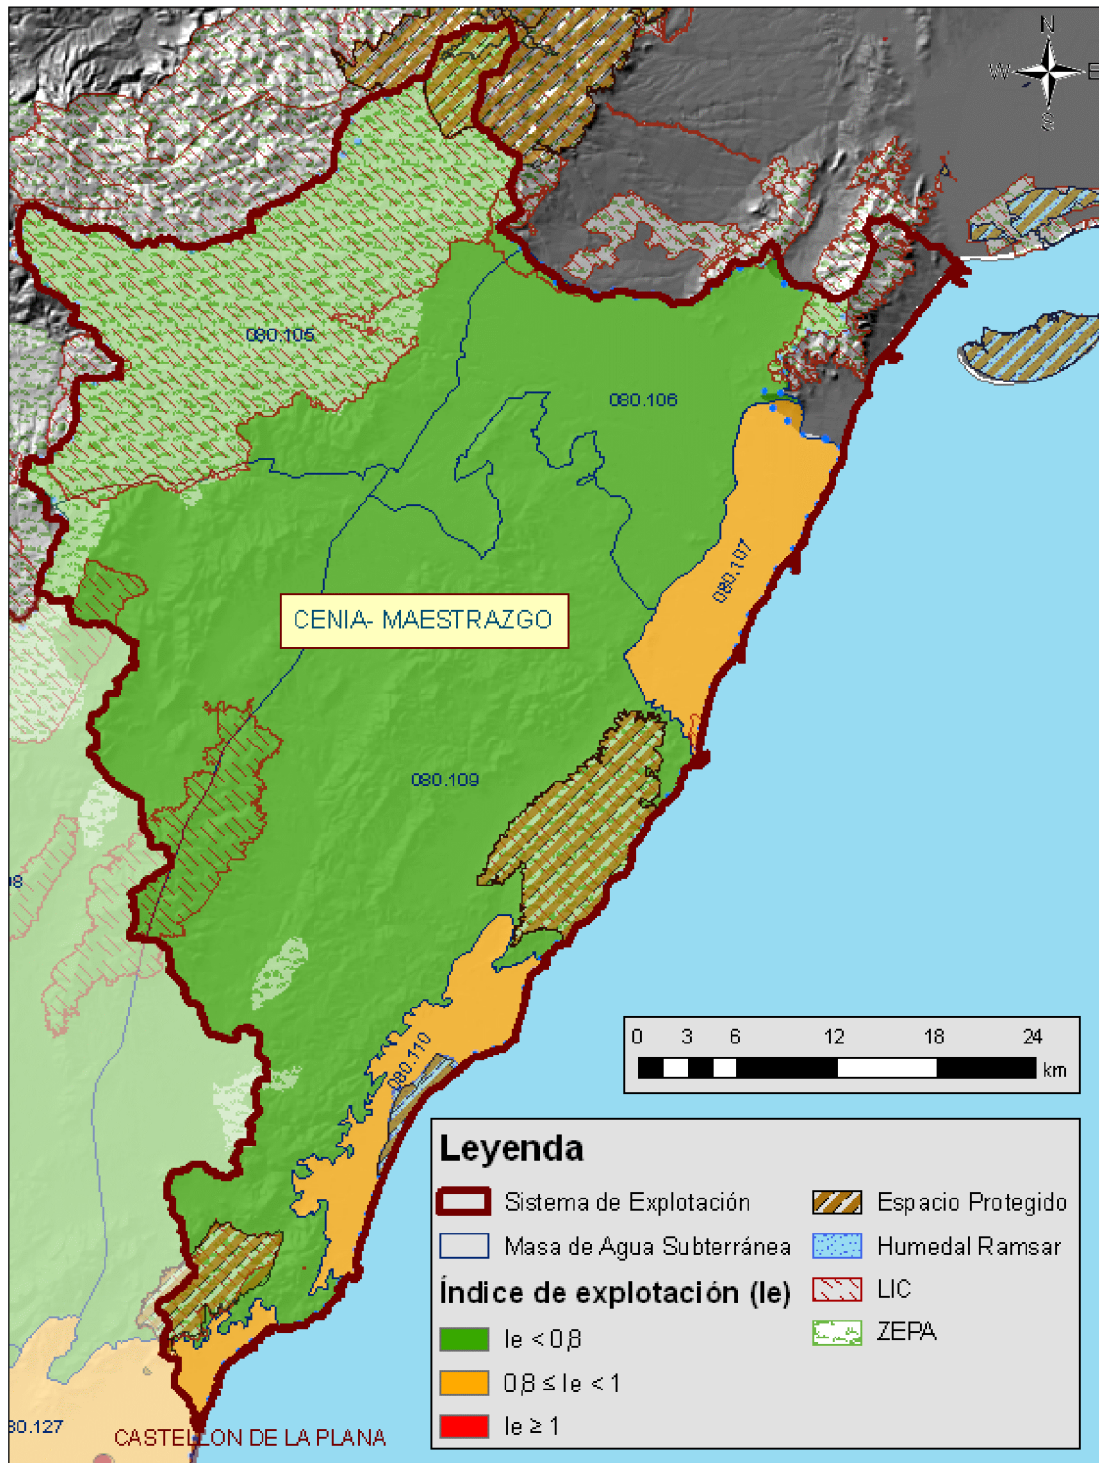 N
W E
S
080.105
080.106
080.107
CENIA- MAESTRAZGO
080.109
080.110
0 3 6 12 18 24
km
Leyenda
Sistema de Explotación
Masa de Agua Subterránea
Índice de explotación (Ie)
Ie < 0,8
0,8 ≤ Ie < 1
Ie ≥ 1
Espacio Protegido
Humedal Ramsar
LIC
ZEPA
CASTELLON DE LA PLANA